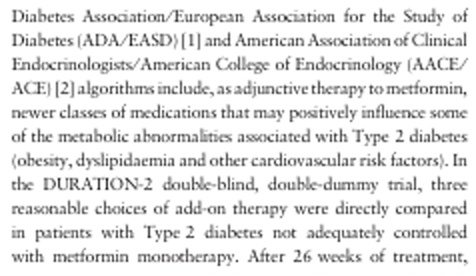 Diabetes Association/European Association for the Study of
Diabetes (ADA/EASD) [1] and American Association of Clinical
Endocrinologists/American College of Endocrinology (AACE/
ACE) [2] algorithms include, as adjunctive therapy to metformin,
newer classes of medications that may positively influence some
of the metabolic abnormalities associated with Type 2 diabetes
(obesity, dyslipidaemia and other cardiovascular risk factors). In
the DURATION-2 double-blind, double-dummy trial, three
reasonable choices of add-on therapy were directly compared
in patients with Type 2 diabetes not adequately controlled
with metformin monotherapy. After 26 weeks of treatment,